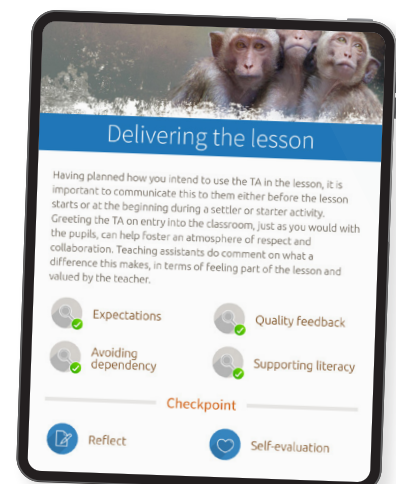 Delivering the lesson
Having planned how you intend to use the TA in the lesson, it is
important to communicate this to them either before the lesson
starts or at the beginning during a settler or starter activity.
Greeting the TA on entry into the classroom, just as you would with
the pupils, can help foster an atmosphere of respect and
collaboration. Teaching assistants do comment on what a
difference this makes, in terms of feeling part of the lesson and
valued by the teacher.
Expectations
Quality feedback
Avoiding
dependency
Supporting literacy
Checkpoint
Reflect
Self-evaluation